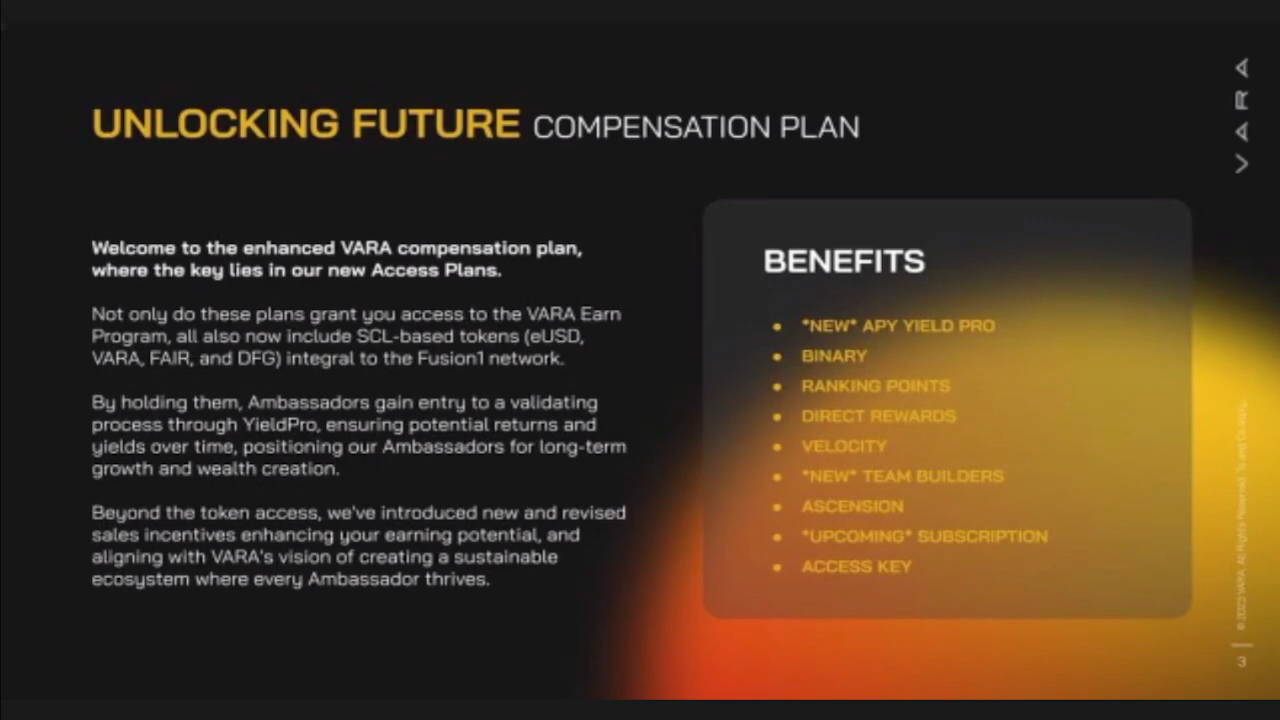 UNLOCKING FUTURE COMPENSATION PLAN
VARA
Welcome to the enhanced VARA compensation plan,
where the key lies in our new Access Plans.
Not only do these plans grant you access to the VARA Earn
Program, all also now include SCL-based tokens (eUSD,
VARA, FAIR, and DFG) integral to the Fusion1 network.
By holding them, Ambassadors gain entry to a validating
process through YieldPro, ensuring potential returns and
yields over time, positioning our Ambassadors for long-term
growth and wealth creation.
Beyond the token access, we've introduced new and revised
sales incentives enhancing your earning potential, and
aligning with VARA's vision of creating a sustainable
ecosystem where every Ambassador thrives.
BENEFITS
• *NEW* APY YIELD PRO
• BINARY
• RANKING POINTS
• DIRECT REWARDS
• VELOCITY
• *NEW* TEAM BUILDERS
• ASCENSION
• *UPCOMING* SUBSCRIPTION
• ACCESS KEY
© 2023 VARA. All Rights Reserved.
3